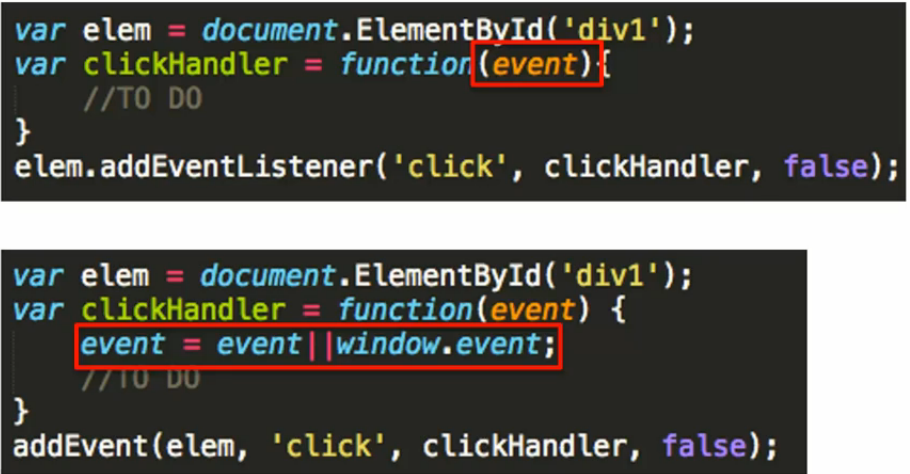 var elem = document.ElementById('div1');
var clickHandler = function(event){
//TO DO
}
elem.addEventListener('click', clickHandler, false);
var elem = document.ElementById('div1');
var clickHandler = function(event) {
event = event||window.event;
//TO DO
}
addEvent(elem, 'click', clickHandler, false);